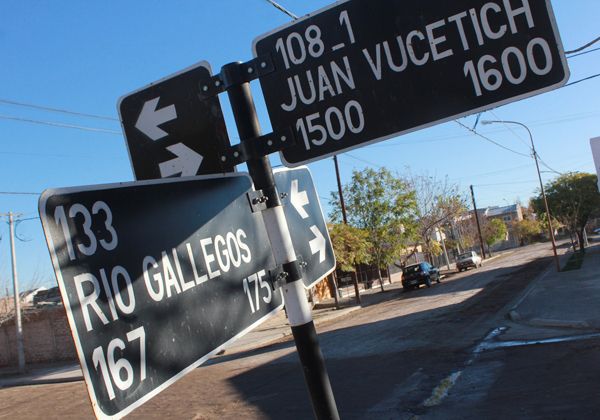 108_1
JUAN VUCETICH
1500 1600
133
RIO GALLEGOS
167 175